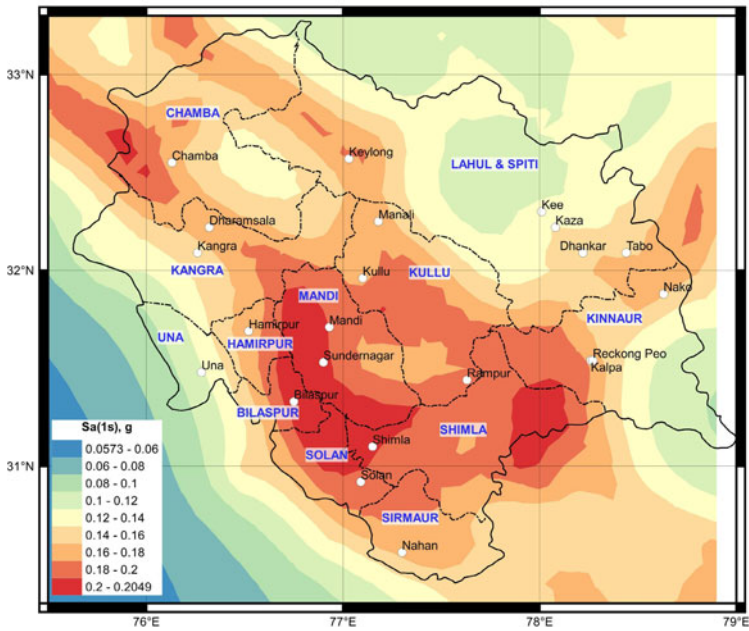 33°N
CHAMBA
Chamba
Keylong
LAHUL & SPITI
Kee
Dharamsala
Manali
Kaza
Kangra
Dhankar
Tabo
32°N
KANGRA
Kullu
KULLU
Nako
MANDI
KINNAUR
Hamirpur
Mandi
UNA
HAMIRPUR
Sundernagar
Reckong Peo
Una
Rampur
Kalpa
Bilaspur
BILASPUR
Sa(1s), g
SHIMLA
Shimla
0.0573 - 0.06
SOLAN
31°N
0.06 - 0.08
Solan
0.08 - 0.1
0.1 - 0.12
SIRMAUR
0.12 - 0.14
0.14 - 0.16
Nahan
0.16 - 0.18
0.18 - 0.2
0.2 - 0.2049
76°E
77°E
78°E
79°E